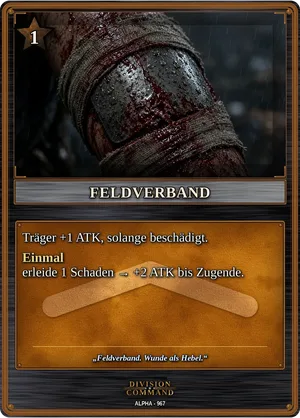 1
FELDVERBAND
Träger +1 ATK, solange beschädigt.
Einmal
erleide 1 Schaden → +2 ATK bis Zugende.
„Feldverband. Wunde als Hebel.“
DIVISION
COMMAND
ALPHA - 967